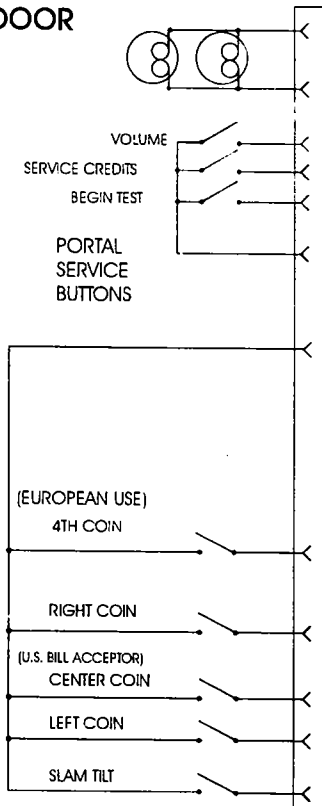 DOOR
VOLUME
SERVICE CREDITS
BEGIN TEST
PORTAL
SERVICE
BUTTONS
(EUROPEAN USE)
4TH COIN
RIGHT COIN
(U.S. BILL ACCEPTOR)
CENTER COIN
LEFT COIN
SLAM TILT